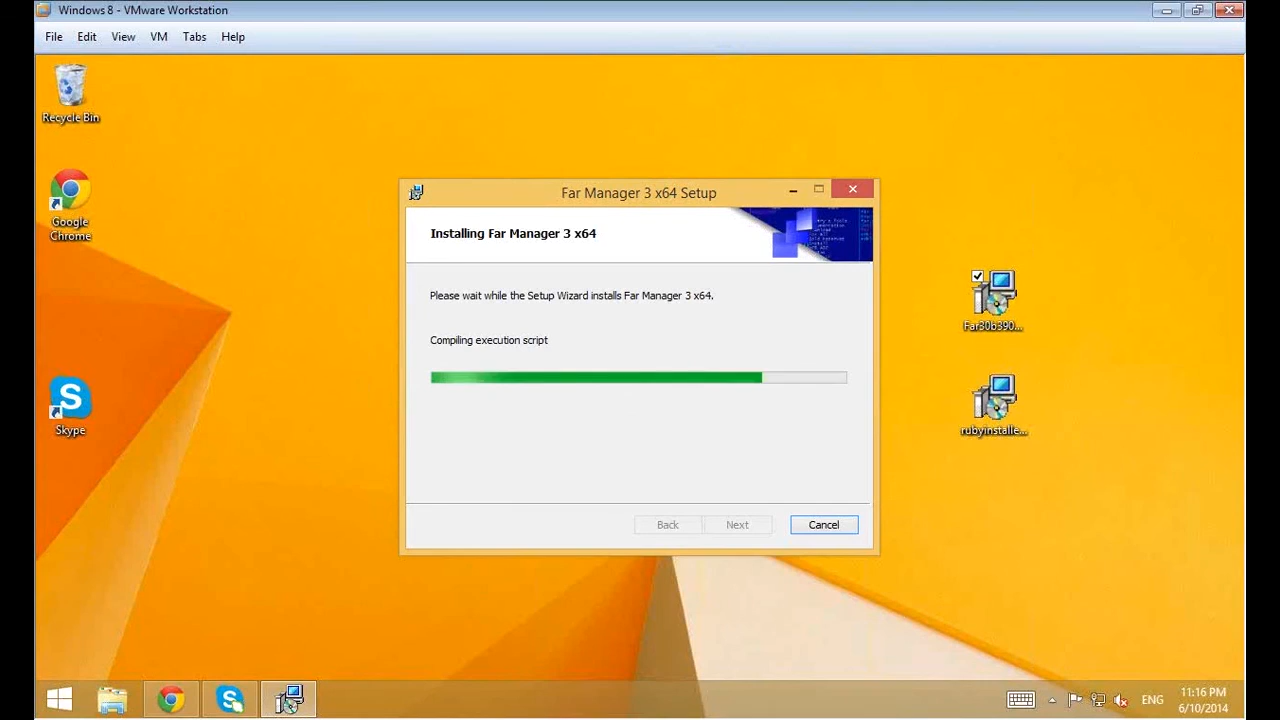 Windows 8 - VMware Workstation
File Edit View VM Tabs Help
Recycle Bin
Google
Chrome
Skype
Far Manager 3 x64 Setup
Installing Far Manager 3 x64
Please wait while the Setup Wizard installs Far Manager 3 x64.
Compiling execution script
Back Next Cancel
Far30b390...
rubyinstalle...
ENG
11:16 PM
6/10/2014